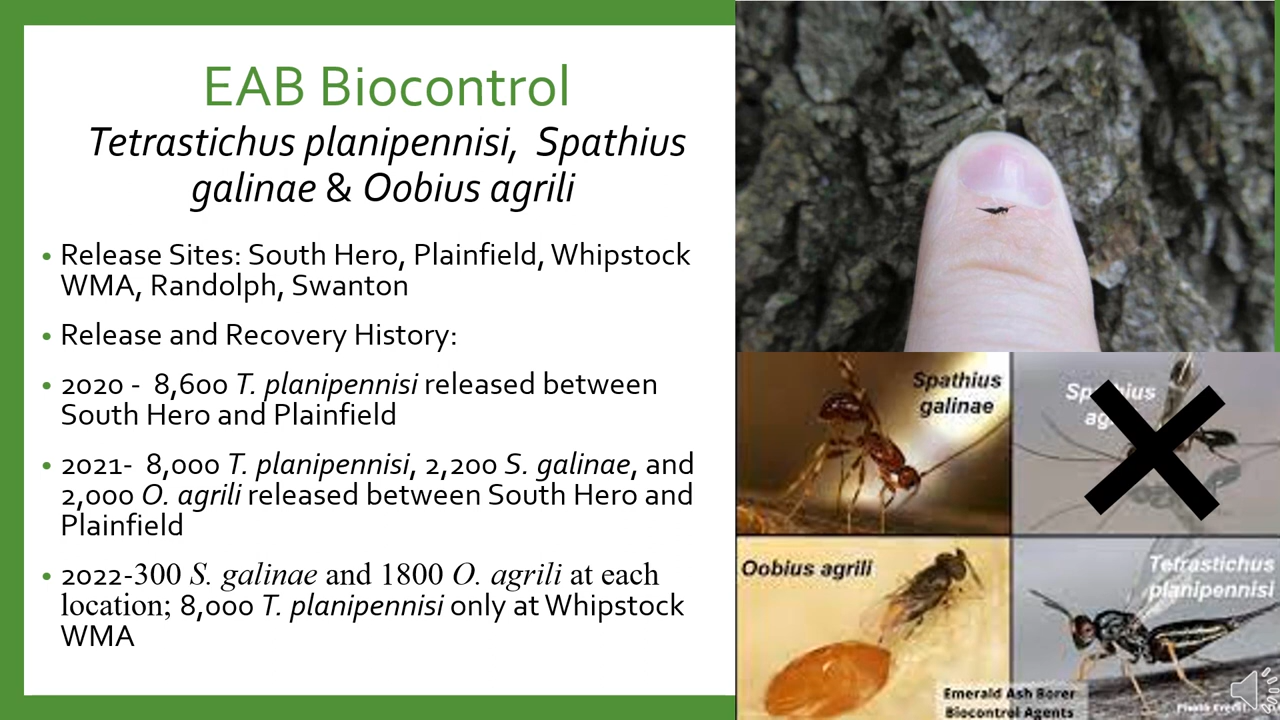 EAB Biocontrol
Tetrastichus planipennisi, Spathius
galinae & Oobius agrili
• Release Sites: South Hero, Plainfield, Whipstock
WMA, Randolph, Swanton
• Release and Recovery History:
• 2020 - 8,600 T. planipennisi released between
South Hero and Plainfield
• 2021- 8,000 T. planipennisi, 2,200 S. galinae, and
2,000 O. agrili released between South Hero and
Plainfield
• 2022-300 S. galinae and 1800 O. agrili at each
location; 8,000 T. planipennisi only at Whipstock
WMA
Spathius
galinae
Oobius agrili
Tetrastichus
planipennisi
Emerald Ash Borer
Biocontrol Agents